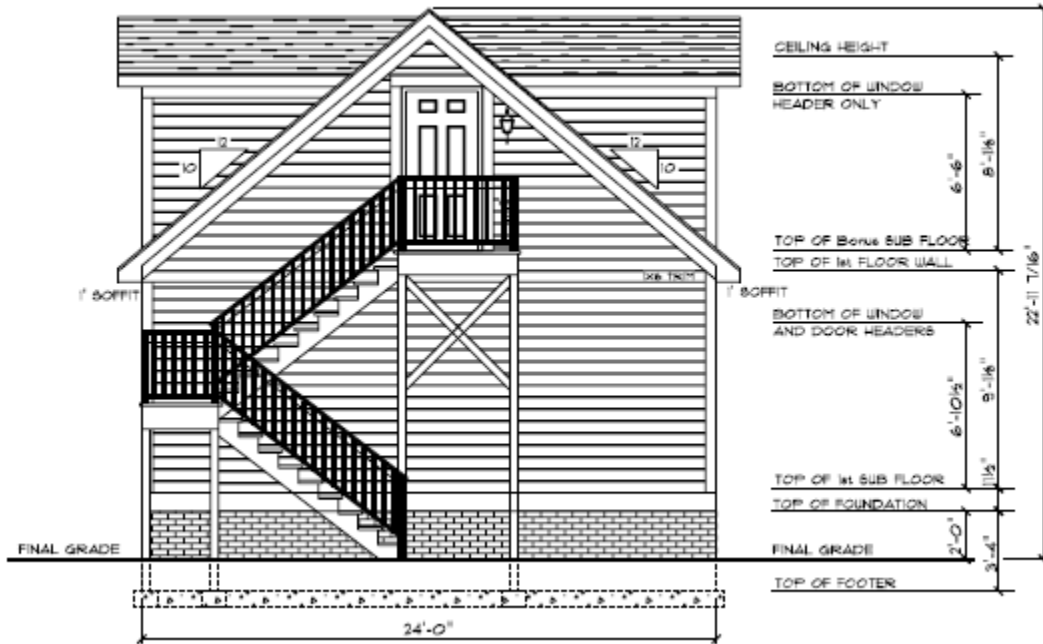 CEILING HEIGHT
BOTTOM OF WINDOW
HEADER ONLY
12
10
12
10
6'-6"
8'-1⅛"
TOP OF Bonus SUB FLOOR
TOP OF 1st FLOOR WALL
1' SOFFIT
1X6 TRIM
1' SOFFIT
22'-11 7/16"
BOTTOM OF WINDOW
AND DOOR HEADERS
6'-10½"
9'-1⅛"
TOP OF 1st SUB FLOOR
11½"
TOP OF FOUNDATION
FINAL GRADE
FINAL GRADE
2'-0"
3'-4"
TOP OF FOOTER
24'-0"